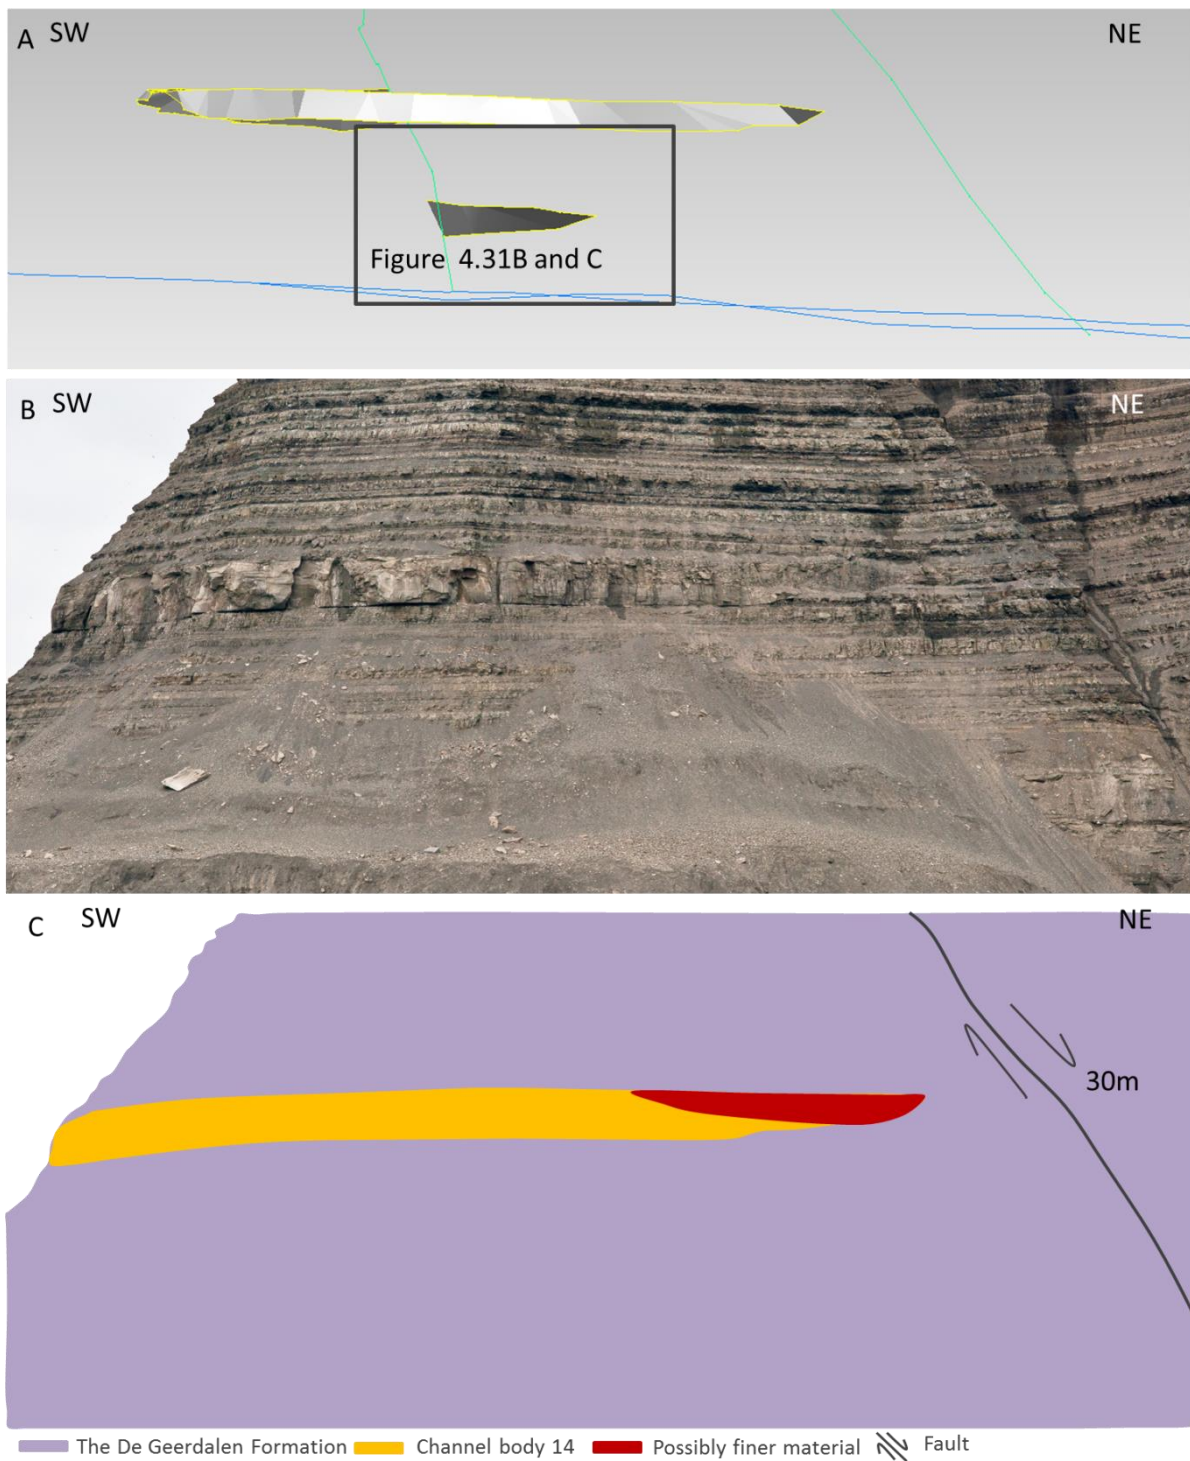 A SW NE
Figure 4.31B and C
B SW NE
C SW NE
30m
The De Geerdalen Formation Channel body 14 Possibly finer material Fault